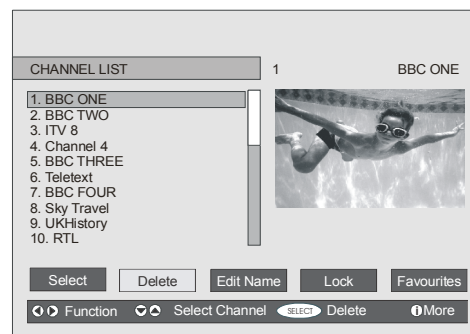 CHANNEL LIST
1 BBC ONE
1. BBC ONE
2. BBC TWO
3. ITV 8
4. Channel 4
5. BBC THREE
6. Teletext
7. BBC FOUR
8. Sky Travel
9. UKHistory
10. RTL
Select Delete Edit Name Lock Favourites
Function Select Channel SELECT Delete i More